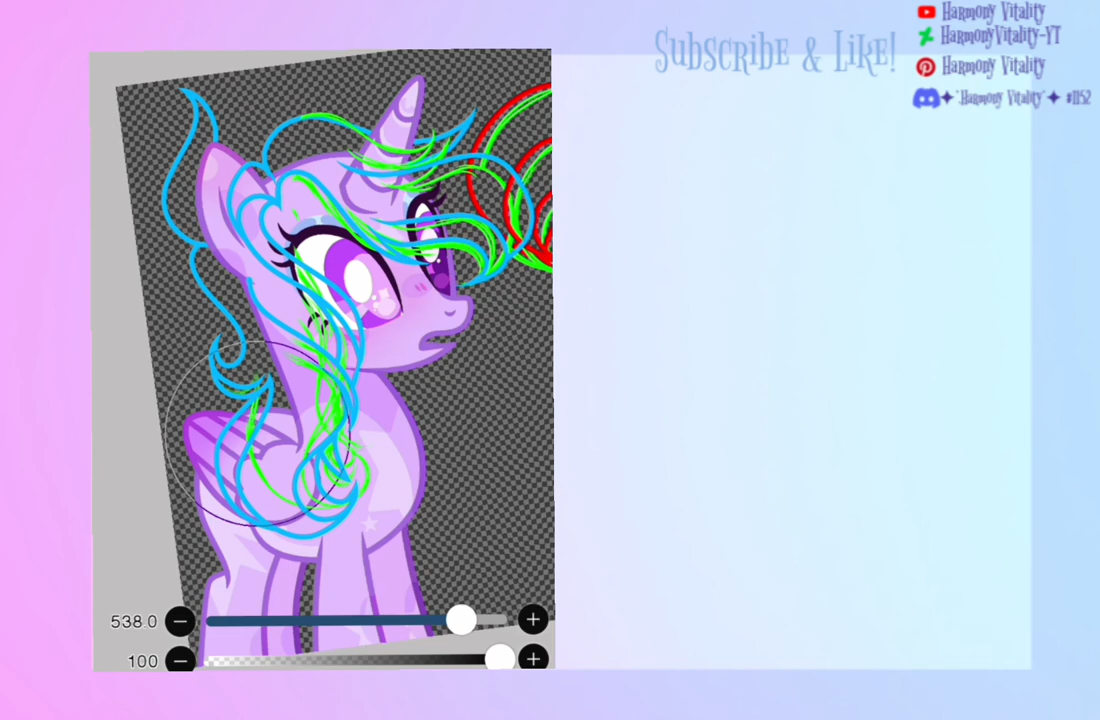 Subscribe & Like!
Harmony Vitality
HarmonyVitality-YT
Harmony Vitality
✦˚.Harmony Vitality˚✦ #1152
538.0
100